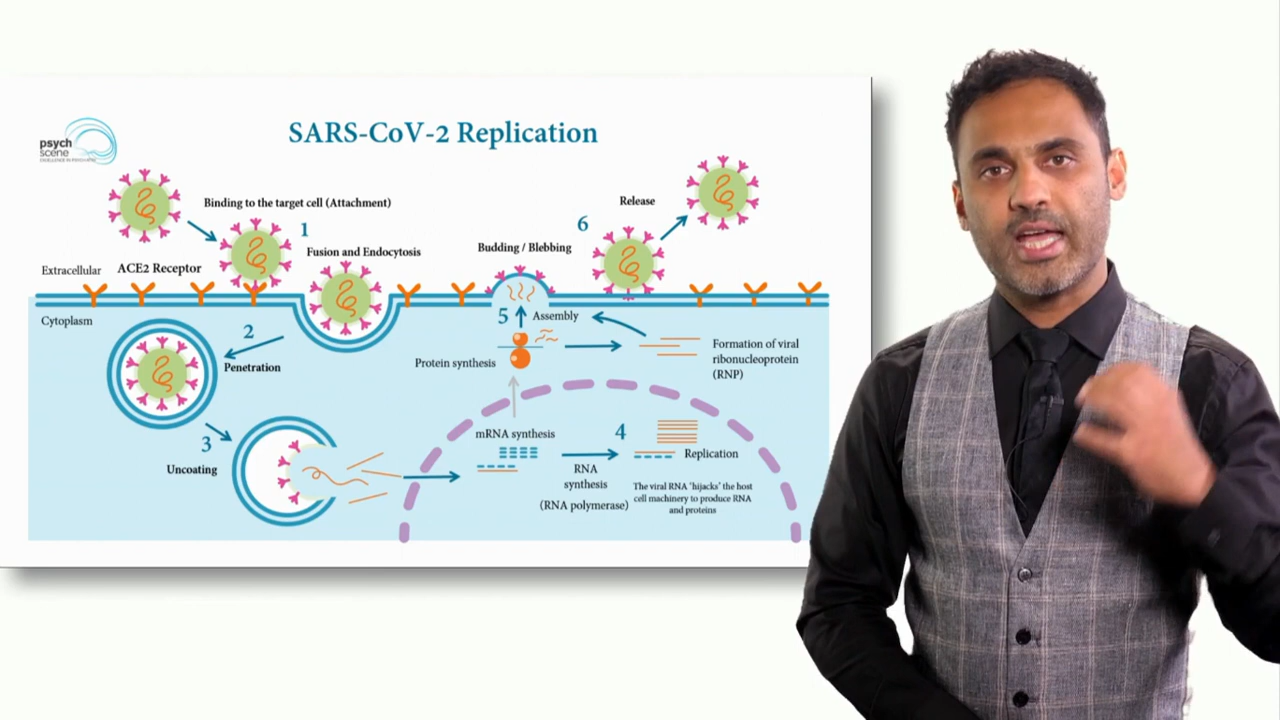 SARS-CoV-2 Replication
psych
scene
EXCELLENCE IN PSYCHIATRY
Binding to the target cell (Attachment)
1
Fusion and Endocytosis
Extracellular
ACE2 Receptor
Cytoplasm
2
Penetration
3
Uncoating
mRNA synthesis
4
RNA
synthesis
(RNA polymerase)
Replication
The viral RNA 'hijacks' the host
cell machinery to produce RNA
and proteins
Protein synthesis
5
Assembly
Formation of viral
ribonucleoprotein
(RNP)
Budding / Blebbing
6
Release